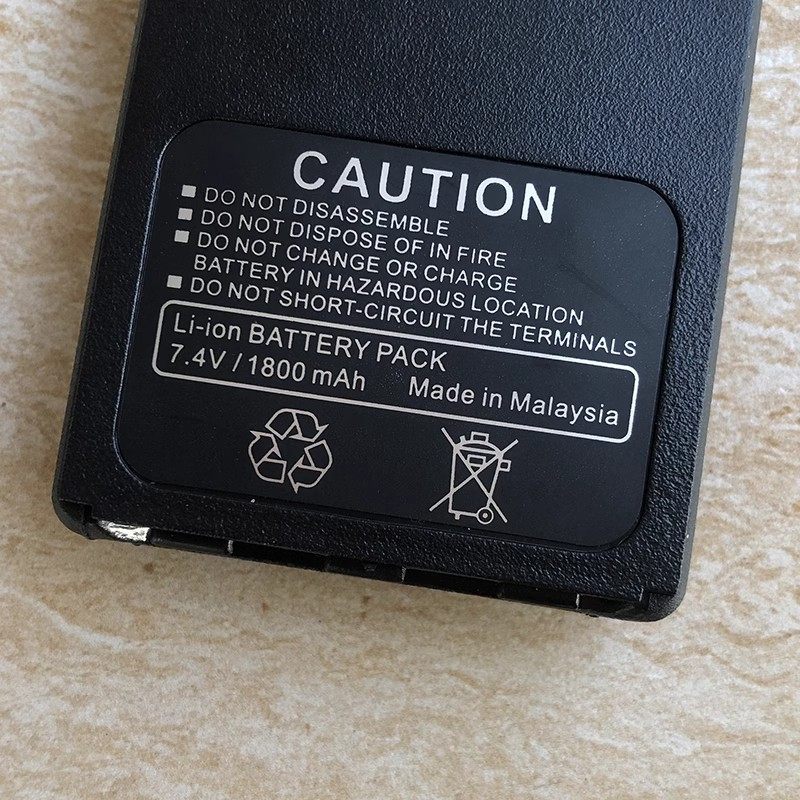 CAUTION
DO NOT DISASSEMBLE
DO NOT DISPOSE OF IN FIRE
DO NOT CHANGE OR CHARGE
BATTERY IN HAZARDOUS LOCATION
DO NOT SHORT-CIRCUIT THE TERMINALS
Li-ion BATTERY PACK
7.4V / 1800 mAh Made in Malaysia